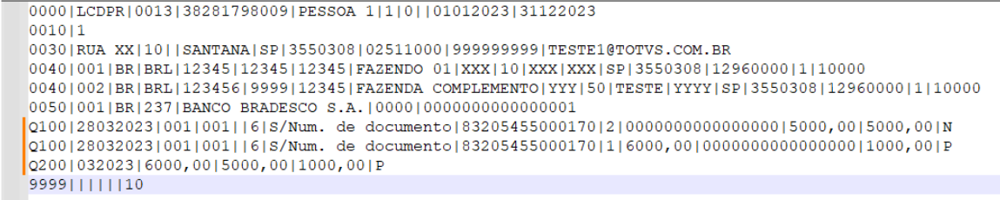 0000|LCDPR|0013|38281798009|PESSOA 1|1|0||01012023|31122023
0010|1
0030|RUA XX|10||SANTANA|SP|3550308|02511000|999999999|TESTE1@TOTVS.COM.BR
0040|001|BR|BRL|12345|12345|12345|FAZENDO 01|XXX|10|XXX|XXX|SP|3550308|12960000|1|10000
0040|002|BR|BRL|123456|9999|12345|FAZENDA COMPLEMENTO|YYY|50|TESTE|YYYY|SP|3550308|12960000|1|10000
0050|001|BR|237|BANCO BRADESCO S.A.|0000|0000000000000001
Q100|28032023|001|001||6|S/Num. de documento|83205455000170|2|0000000000000000|5000,00|5000,00|N
Q100|28032023|001|001||6|S/Num. de documento|83205455000170|1|6000,00|0000000000000000|1000,00|P
Q200|032023|6000,00|5000,00|1000,00|P
9999||||||10